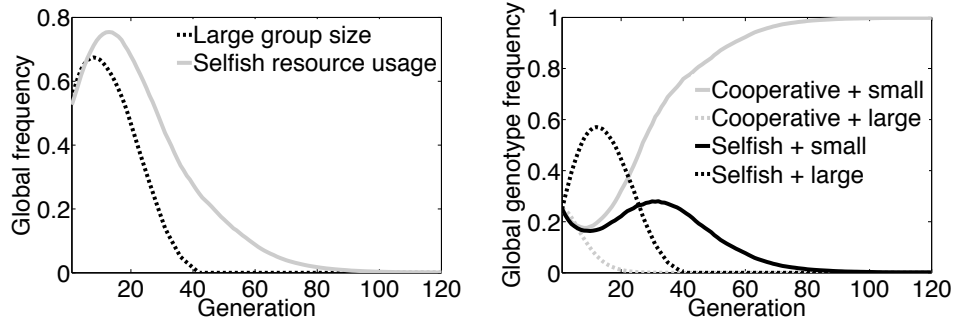 0.8
0.6
0.4
0.2
0
Global frequency
Large group size
Selfish resource usage
20 40 60 80 100 120
Generation
1
0.8
0.6
0.4
0.2
0
Global genotype frequency
Cooperative + small
Cooperative + large
Selfish + small
Selfish + large
20 40 60 80 100 120
Generation